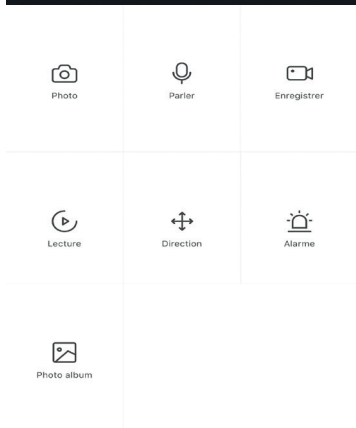 Photo
Parler
Enregistrer
Lecture
Direction
Alarme
Photo album